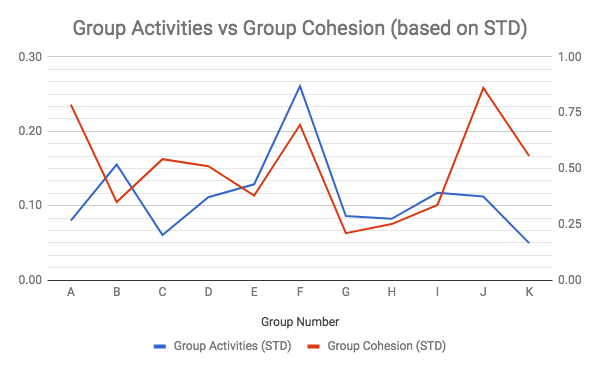 Group Activities vs Group Cohesion (based on STD)
0.30 1.00
0.75
0.20
0.50
0.10
0.25
0.00 0.00
A B C D E F G H I J K
Group Number
Group Activities (STD) Group Cohesion (STD)